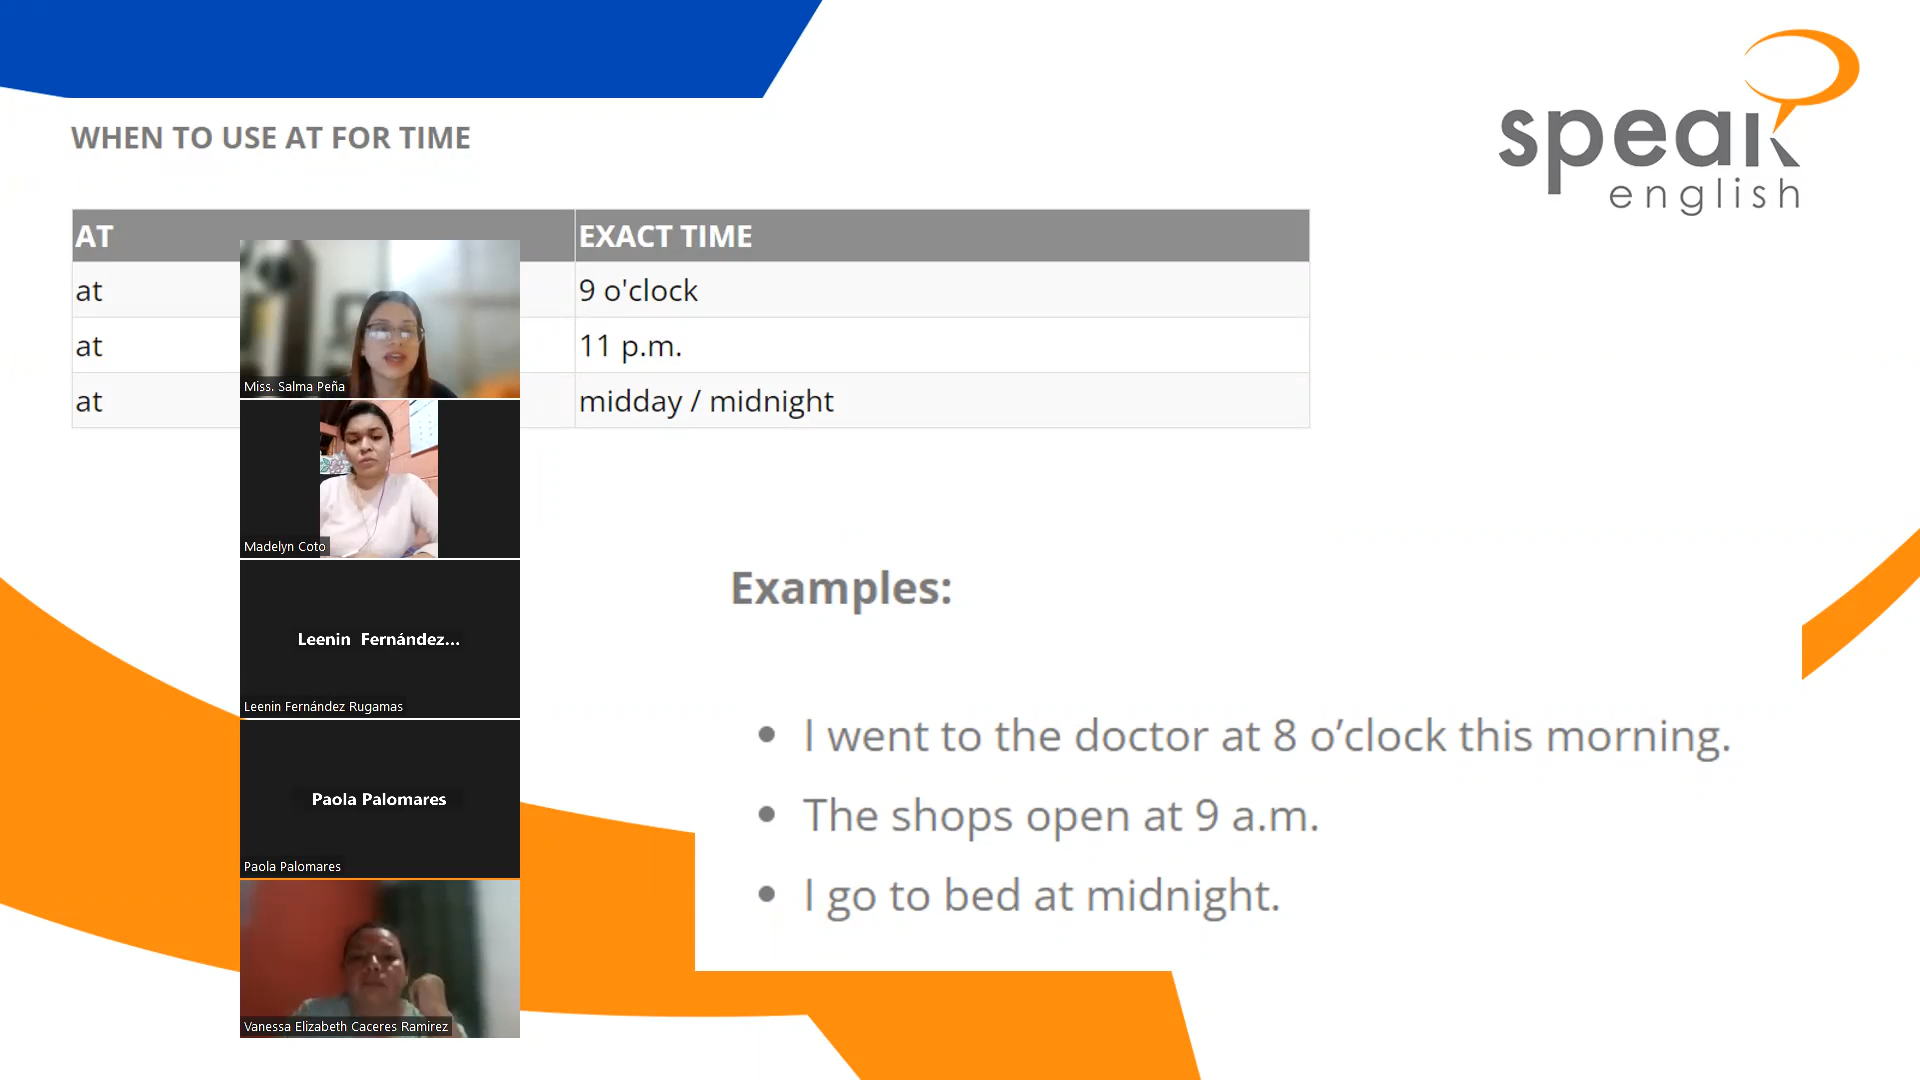 speak
english
WHEN TO USE AT FOR TIME
AT EXACT TIME
at 9 o'clock
at 11 p.m.
at midday / midnight
Miss. Salma Peña
Madelyn Coto
Leenin Fernández...
Leenin Fernández Rugamas
Paola Palomares
Paola Palomares
Vanessa Elizabeth Caceres Ramirez
Examples:
• I went to the doctor at 8 o’clock this morning.
• The shops open at 9 a.m.
• I go to bed at midnight.